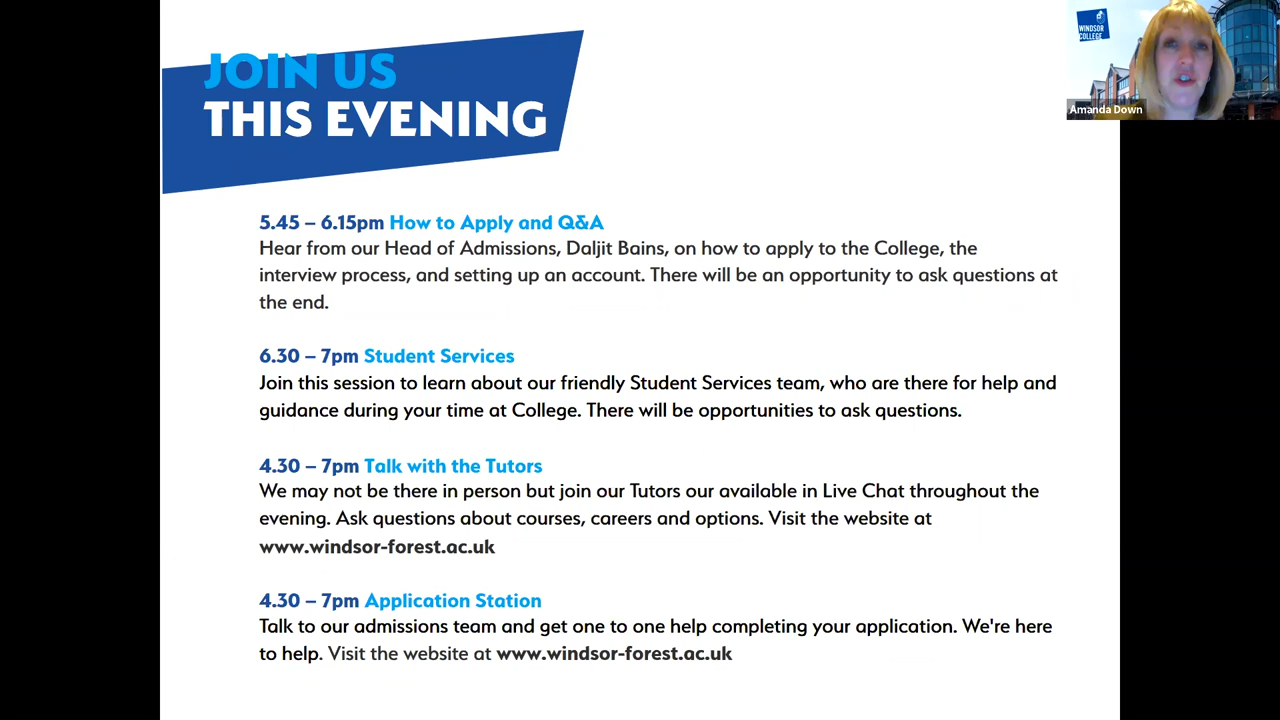 JOIN US
THIS EVENING
WINDSOR
COLLEGE
Amanda Down
5.45 – 6.15pm How to Apply and Q&A
Hear from our Head of Admissions, Daljit Bains, on how to apply to the College, the
interview process, and setting up an account. There will be an opportunity to ask questions at
the end.
6.30 – 7pm Student Services
Join this session to learn about our friendly Student Services team, who are there for help and
guidance during your time at College. There will be opportunities to ask questions.
4.30 – 7pm Talk with the Tutors
We may not be there in person but join our Tutors our available in Live Chat throughout the
evening. Ask questions about courses, careers and options. Visit the website at
www.windsor-forest.ac.uk
4.30 – 7pm Application Station
Talk to our admissions team and get one to one help completing your application. We're here
to help. Visit the website at www.windsor-forest.ac.uk